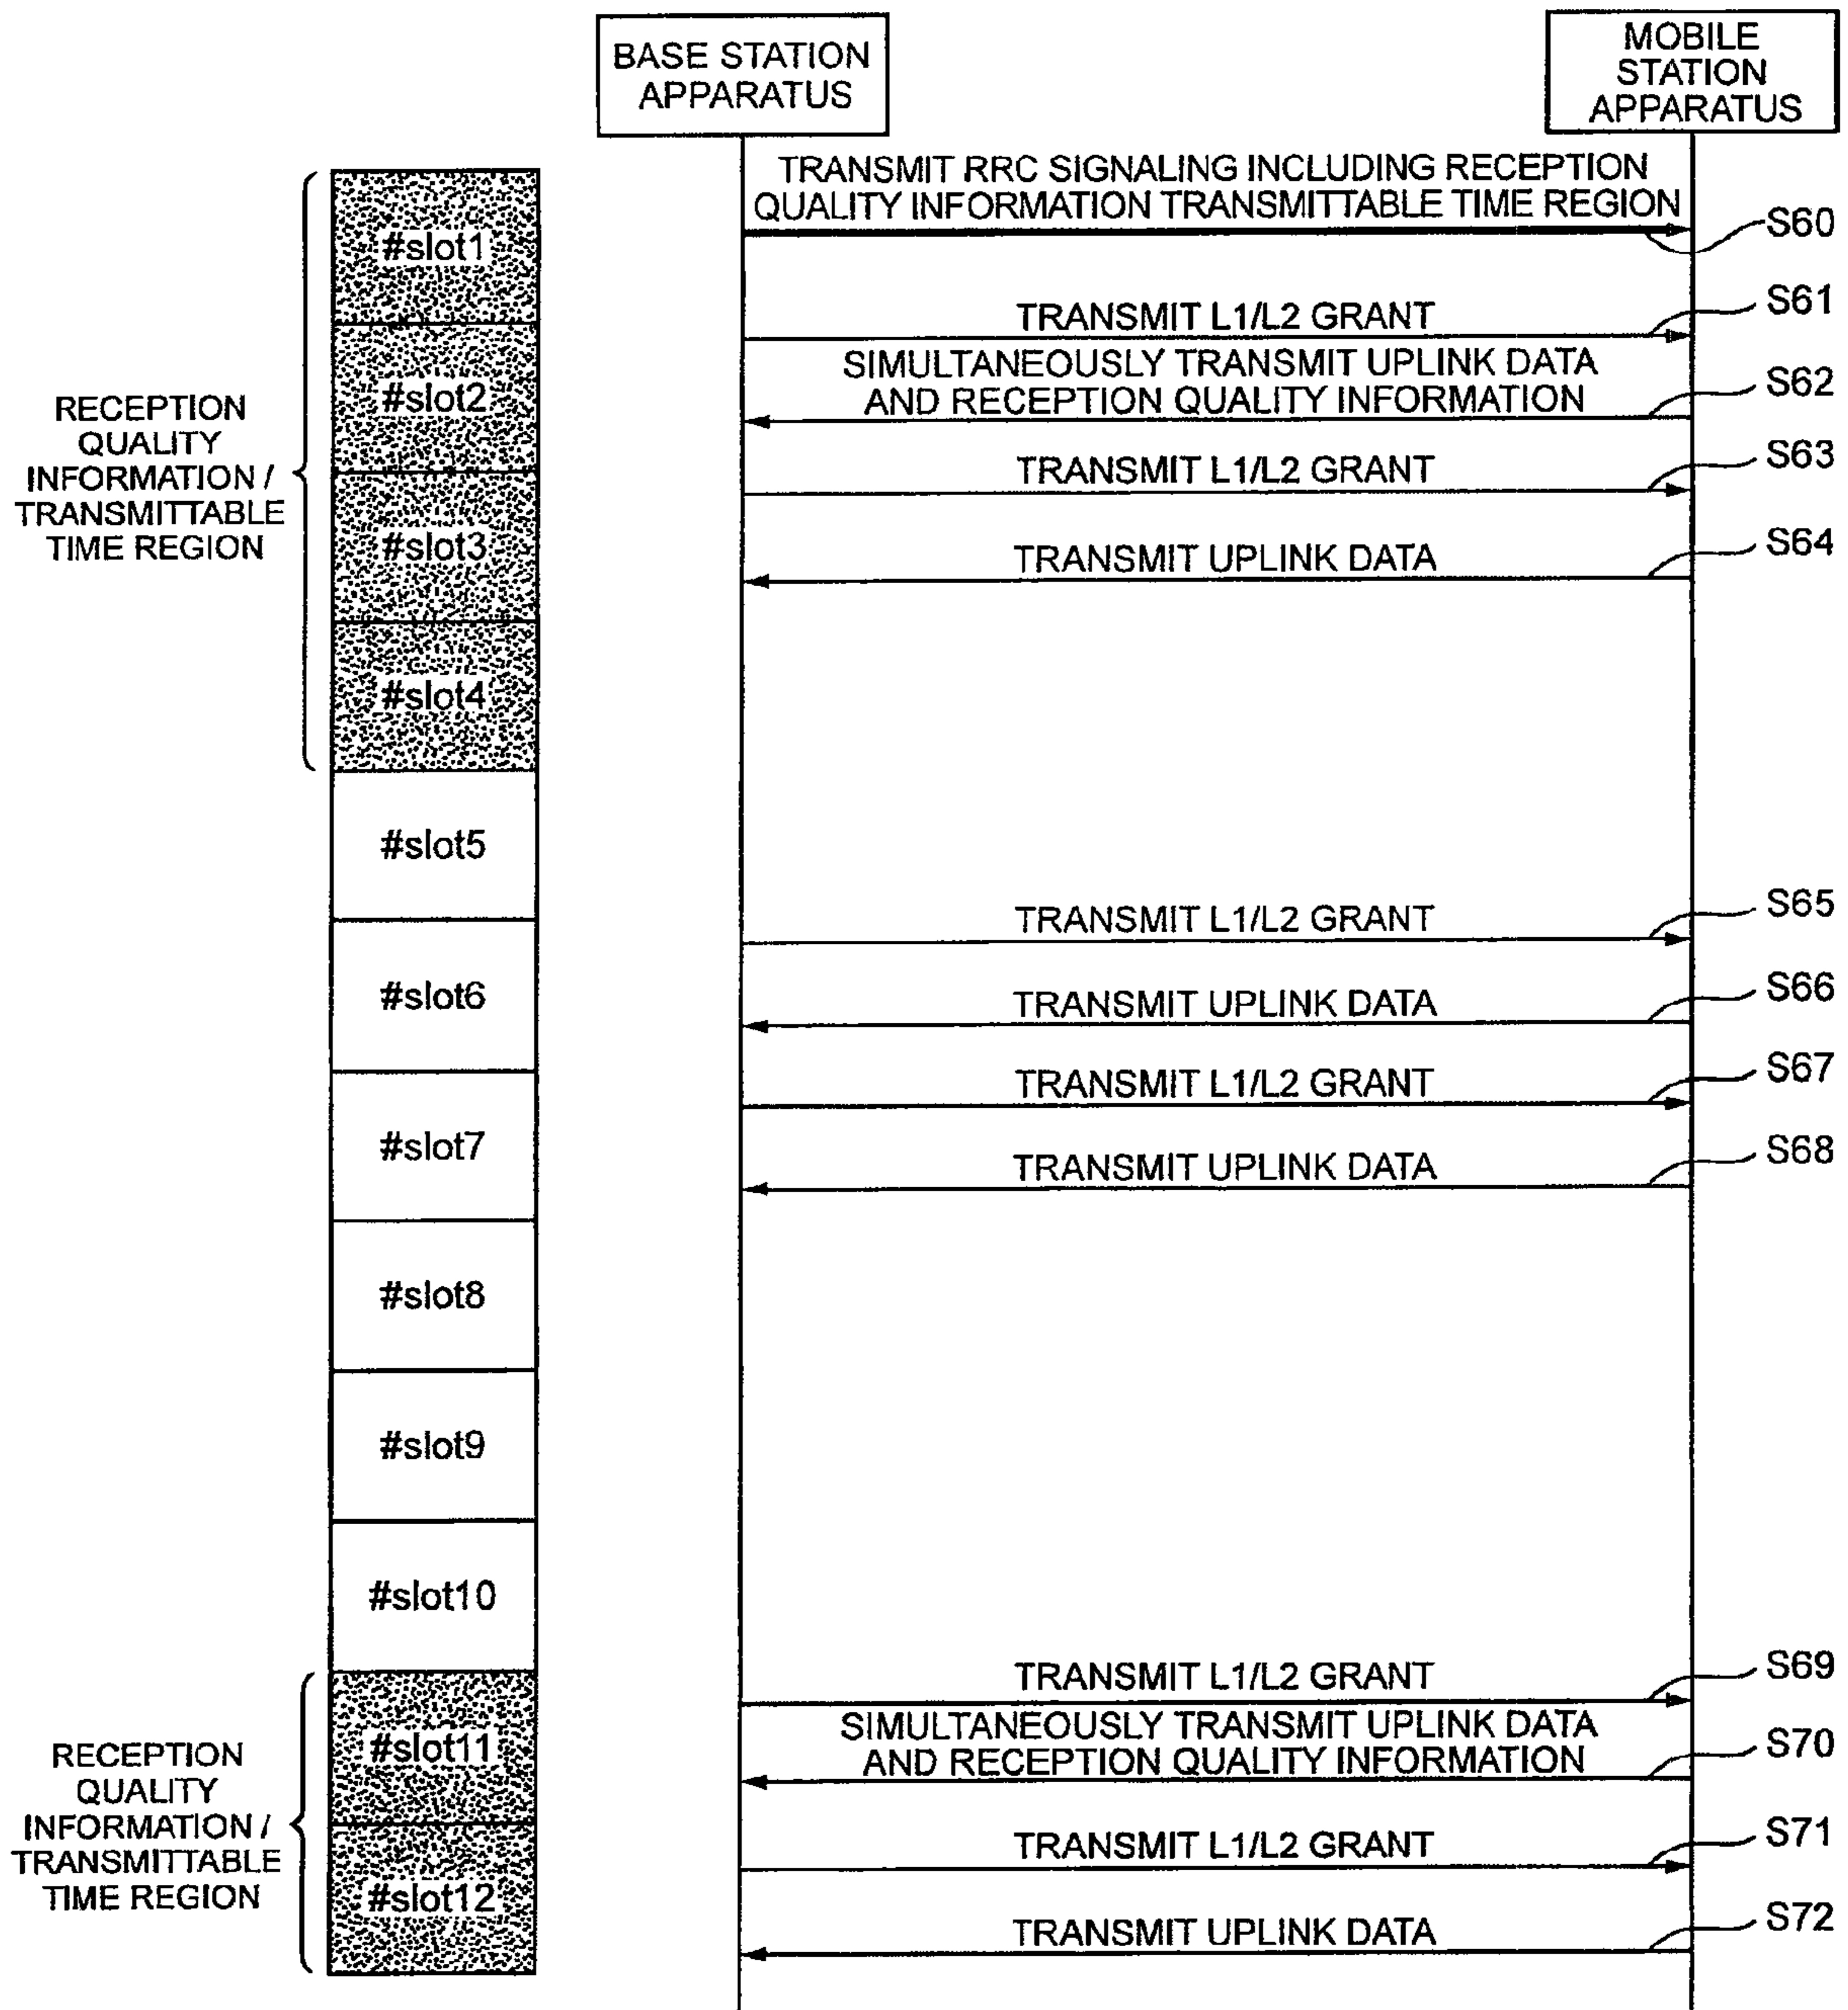 BASE STATION
APPARATUS
MOBILE
STATION
APPARATUS
RECEPTION
QUALITY
INFORMATION /
TRANSMITTABLE
TIME REGION
#slot1
#slot2
#slot3
#slot4
#slot5
#slot6
#slot7
#slot8
#slot9
#slot10
RECEPTION
QUALITY
INFORMATION /
TRANSMITTABLE
TIME REGION
#slot11
#slot12
TRANSMIT RRC SIGNALING INCLUDING RECEPTION
QUALITY INFORMATION TRANSMITTABLE TIME REGION
S60
TRANSMIT L1/L2 GRANT
S61
SIMULTANEOUSLY TRANSMIT UPLINK DATA
AND RECEPTION QUALITY INFORMATION
S62
TRANSMIT L1/L2 GRANT
S63
TRANSMIT UPLINK DATA
S64
TRANSMIT L1/L2 GRANT
S65
TRANSMIT UPLINK DATA
S66
TRANSMIT L1/L2 GRANT
S67
TRANSMIT UPLINK DATA
S68
TRANSMIT L1/L2 GRANT
S69
SIMULTANEOUSLY TRANSMIT UPLINK DATA
AND RECEPTION QUALITY INFORMATION
S70
TRANSMIT L1/L2 GRANT
S71
TRANSMIT UPLINK DATA
S72